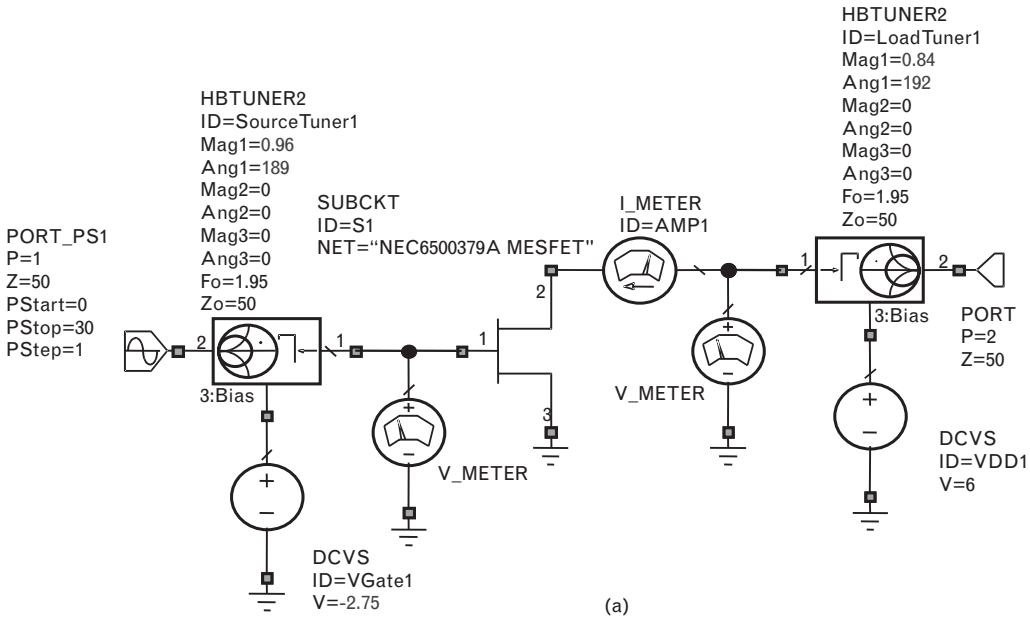 HBTUNER2
ID=LoadTuner1
Mag1=0.84
Ang1=192
Mag2=0
Ang2=0
Mag3=0
Ang3=0
Fo=1.95
Zo=50
HBTUNER2
ID=SourceTuner1
Mag1=0.96
Ang1=189
Mag2=0
Ang2=0
Mag3=0
Ang3=0
Fo=1.95
Zo=50
SUBCKT
ID=S1
NET=“NEC6500379A MESFET”
I_METER
ID=AMP1
PORT_PS1
P=1
Z=50
PStart=0
PStop=30
PStep=1
2
1
3:Bias
1
2
3
1
2
3:Bias
PORT
P=2
Z=50
+
−
V_METER
+
−
V_METER
+
−
DCVS
ID=VGate1
V=-2.75
+
−
DCVS
ID=VDD1
V=6
(a)